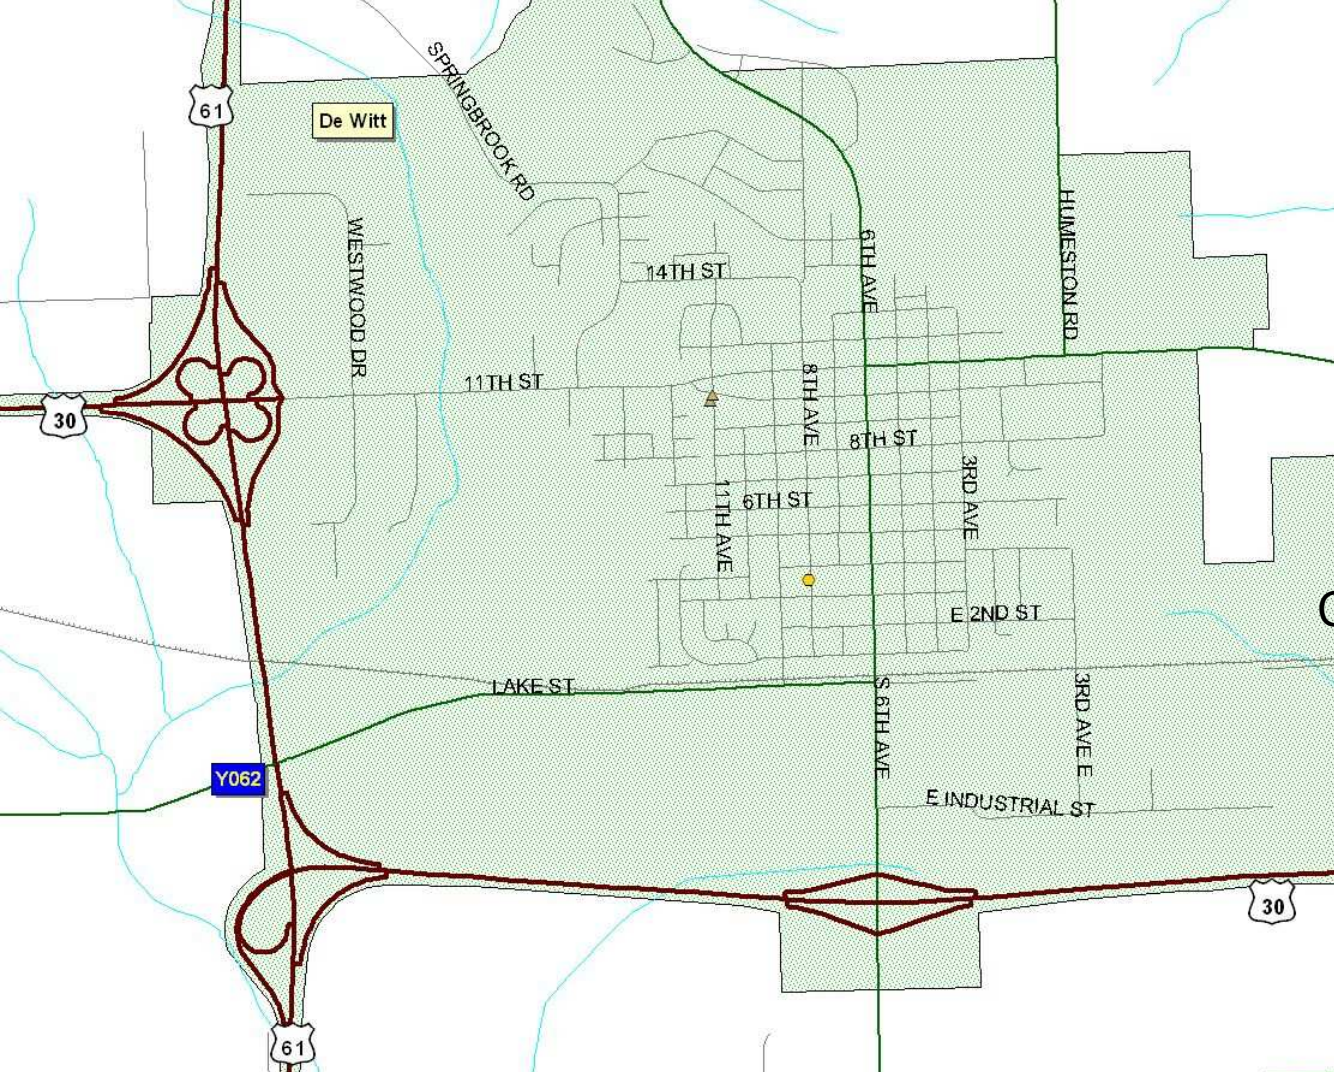 SPRINGBROOK RD
61
De Witt
HUMESTON RD
WESTWOOD DR
6TH AVE
14TH ST
8TH AVE
11TH ST
30
8TH ST
3RD AVE
11TH AVE
6TH ST
E 2ND ST
LAKE ST
S 6TH AVE
3RD AVE E
Y062
E INDUSTRIAL ST
30
61